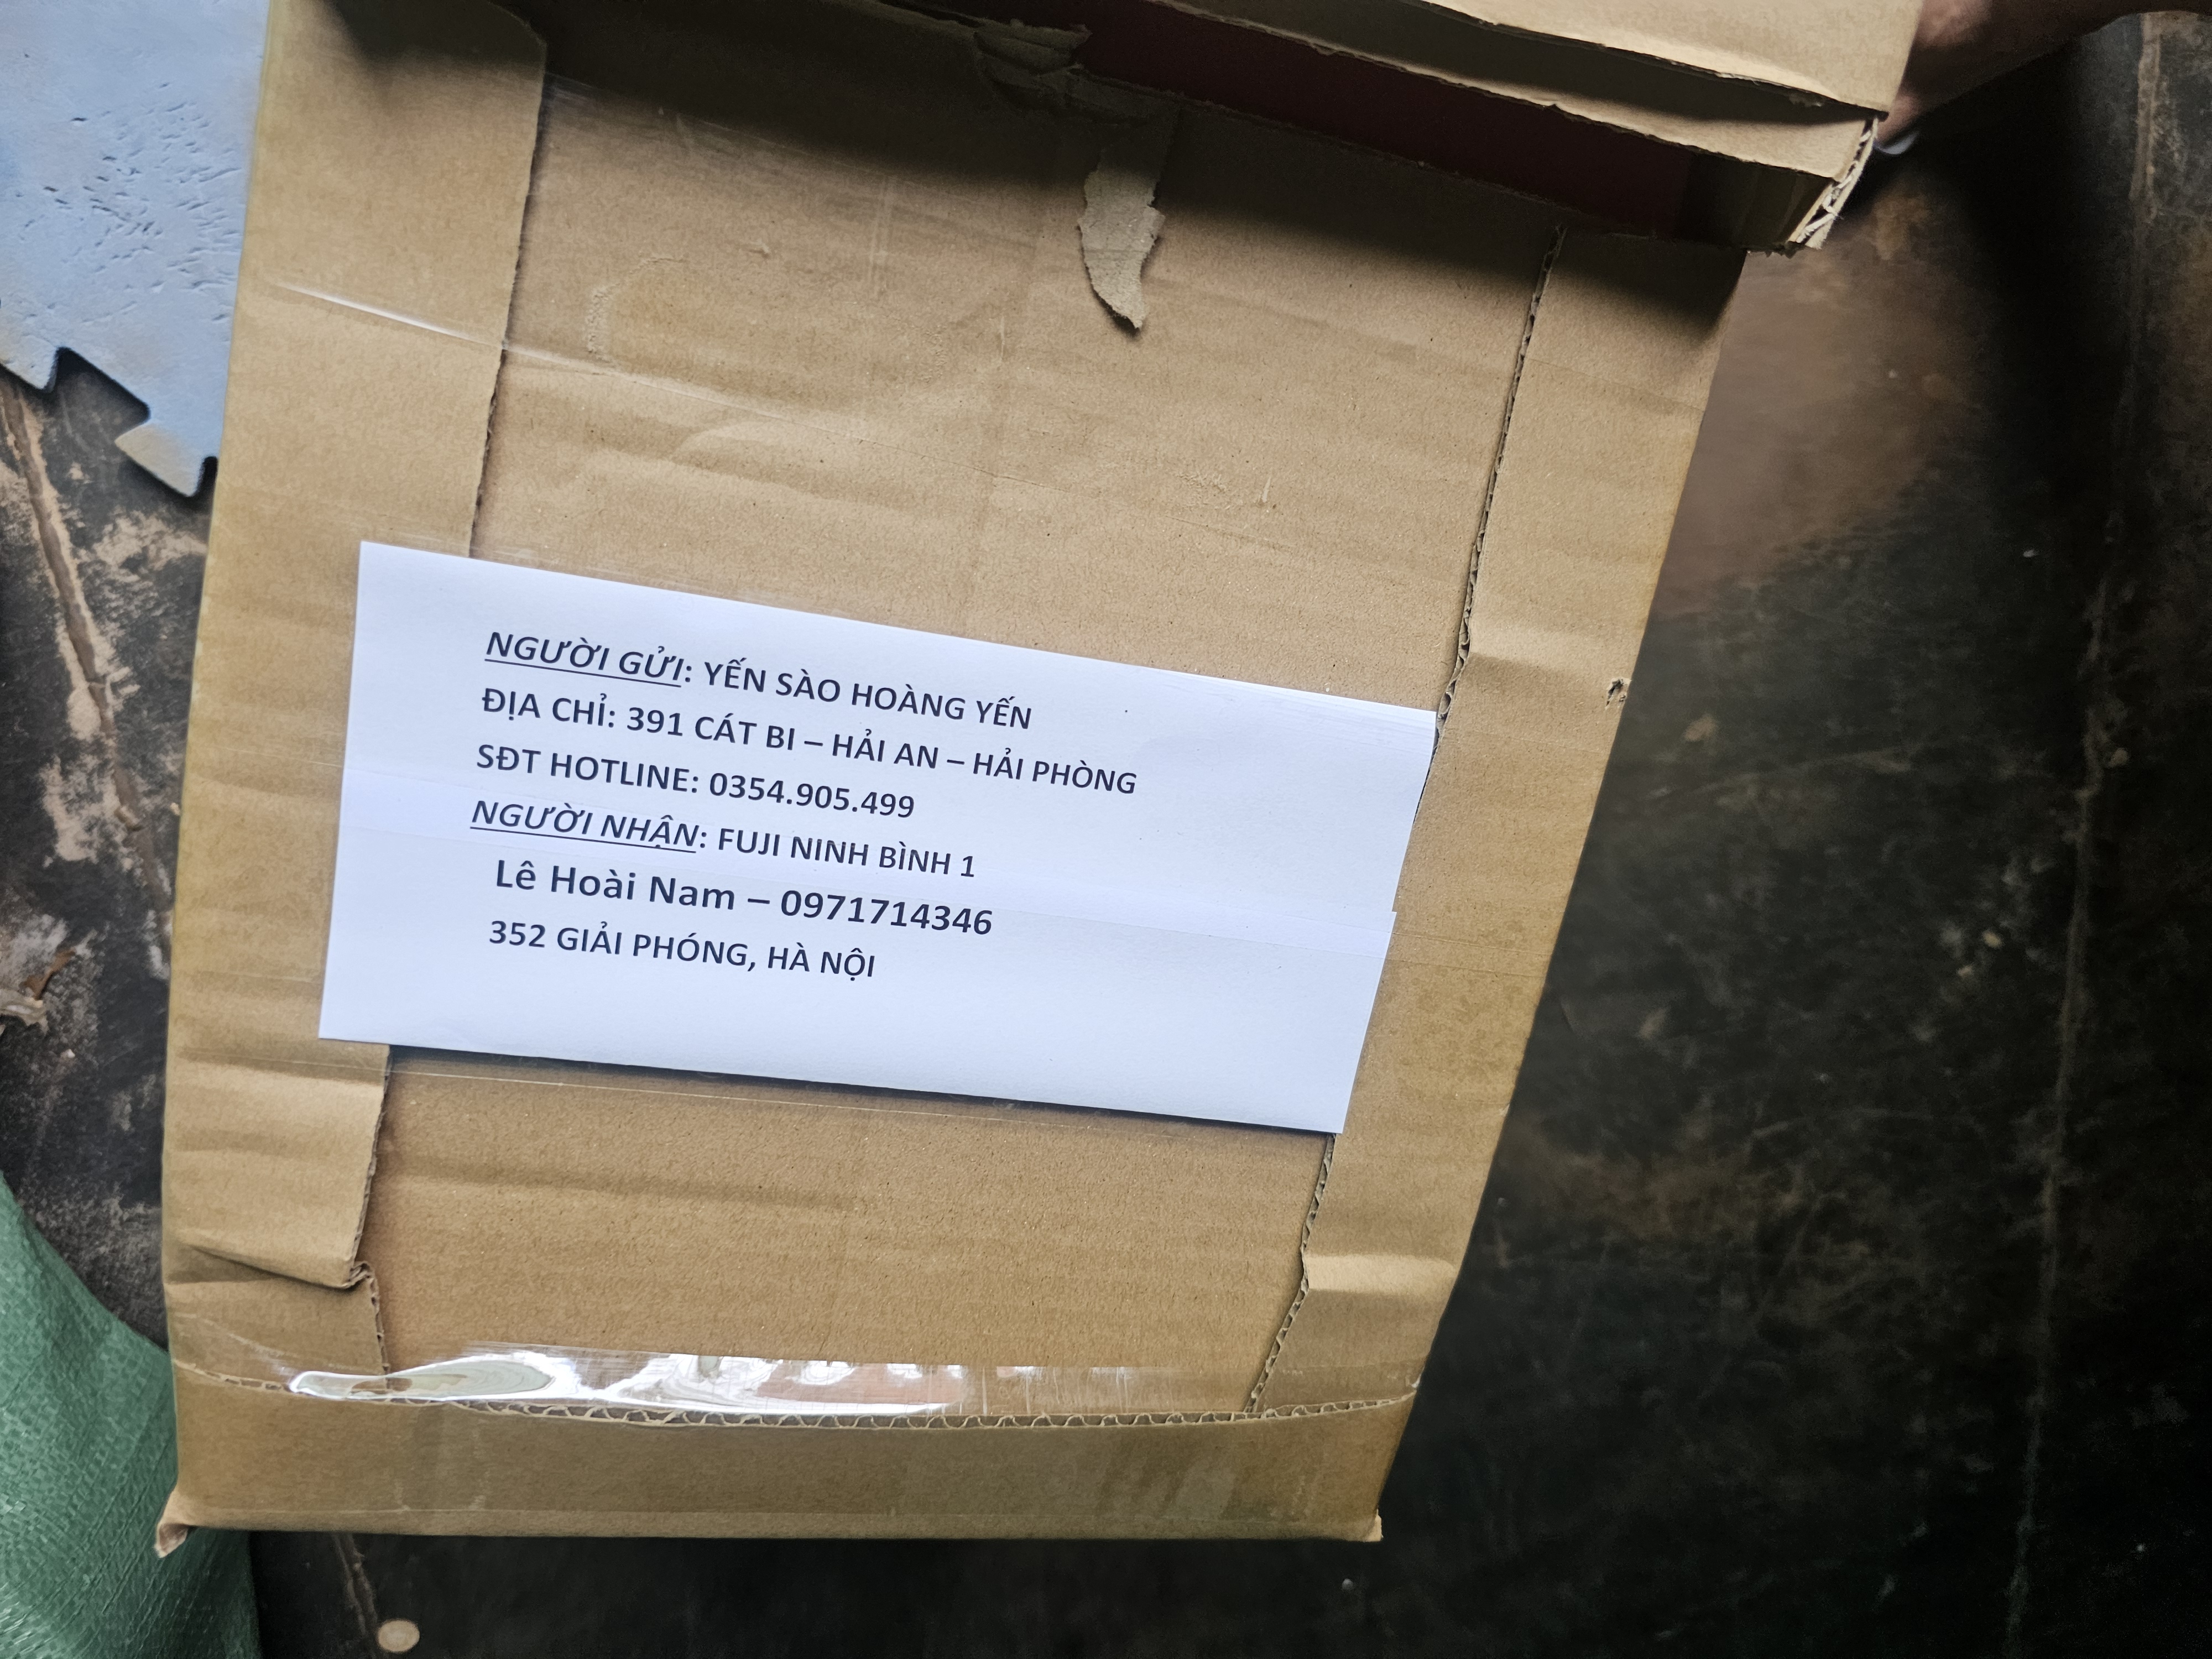 NGƯỜI GỬI: YẾN SÀO HOÀNG YẾN
ĐỊA CHỈ: 391 CÁT BI – HẢI AN – HẢI PHÒNG
SĐT HOTLINE: 0354.905.499
NGƯỜI NHẬN: FUJI NINH BÌNH 1
Lê Hoài Nam – 0971714346
352 GIẢI PHÓNG, HÀ NỘI